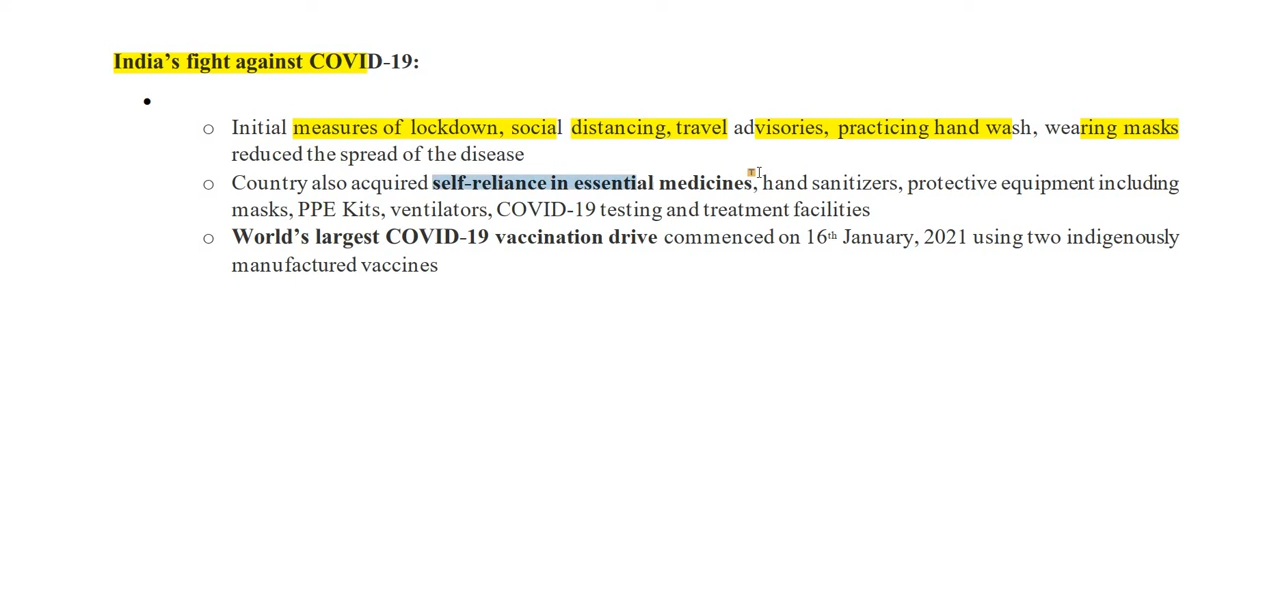 India’s fight against COVID-19:
•
o Initial measures of lockdown, social distancing, travel advisories, practicing hand wash, wearing masks
reduced the spread of the disease
o Country also acquired self-reliance in essential medicines, hand sanitizers, protective equipment including
masks, PPE Kits, ventilators, COVID-19 testing and treatment facilities
o World’s largest COVID-19 vaccination drive commenced on 16th January, 2021 using two indigenously
manufactured vaccines